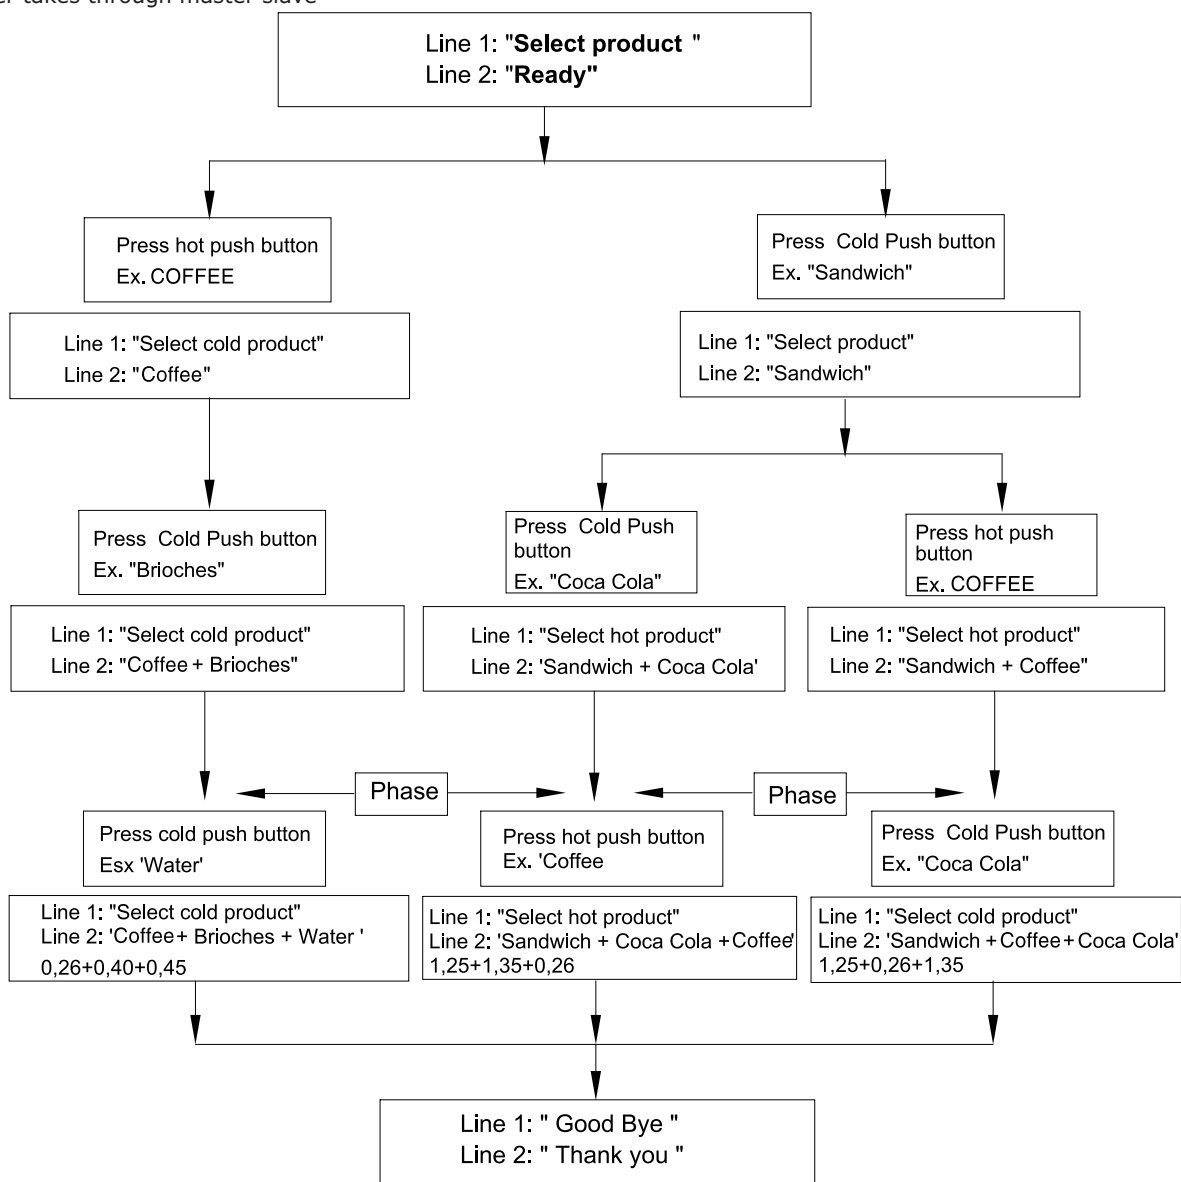 er takes through master slave
Line 1: "Select product "
Line 2: "Ready"
Press hot push button
Ex. COFFEE
Press Cold Push button
Ex. "Sandwich"
Line 1: "Select cold product"
Line 2: "Coffee"
Line 1: "Select product"
Line 2: "Sandwich"
Press Cold Push button
Ex. "Brioches"
Press Cold Push
button
Ex. "Coca Cola"
Press hot push
button
Ex. COFFEE
Line 1: "Select cold product"
Line 2: "Coffee + Brioches"
Line 1: "Select hot product"
Line 2: 'Sandwich + Coca Cola'
Line 1: "Select hot product"
Line 2: "Sandwich + Coffee"
Phase
Phase
Press cold push button
Esx 'Water'
Press hot push button
Ex. 'Coffee
Press Cold Push button
Ex. "Coca Cola"
Line 1: "Select cold product"
Line 2: 'Coffee + Brioches + Water '
0,26+0,40+0,45
Line 1: "Select hot product"
Line 2: 'Sandwich + Coca Cola + Coffee'
1,25+1,35+0,26
Line 1: "Select cold product"
Line 2: 'Sandwich + Coffee + Coca Cola'
1,25+0,26+1,35
Line 1: " Good Bye "
Line 2: " Thank you "